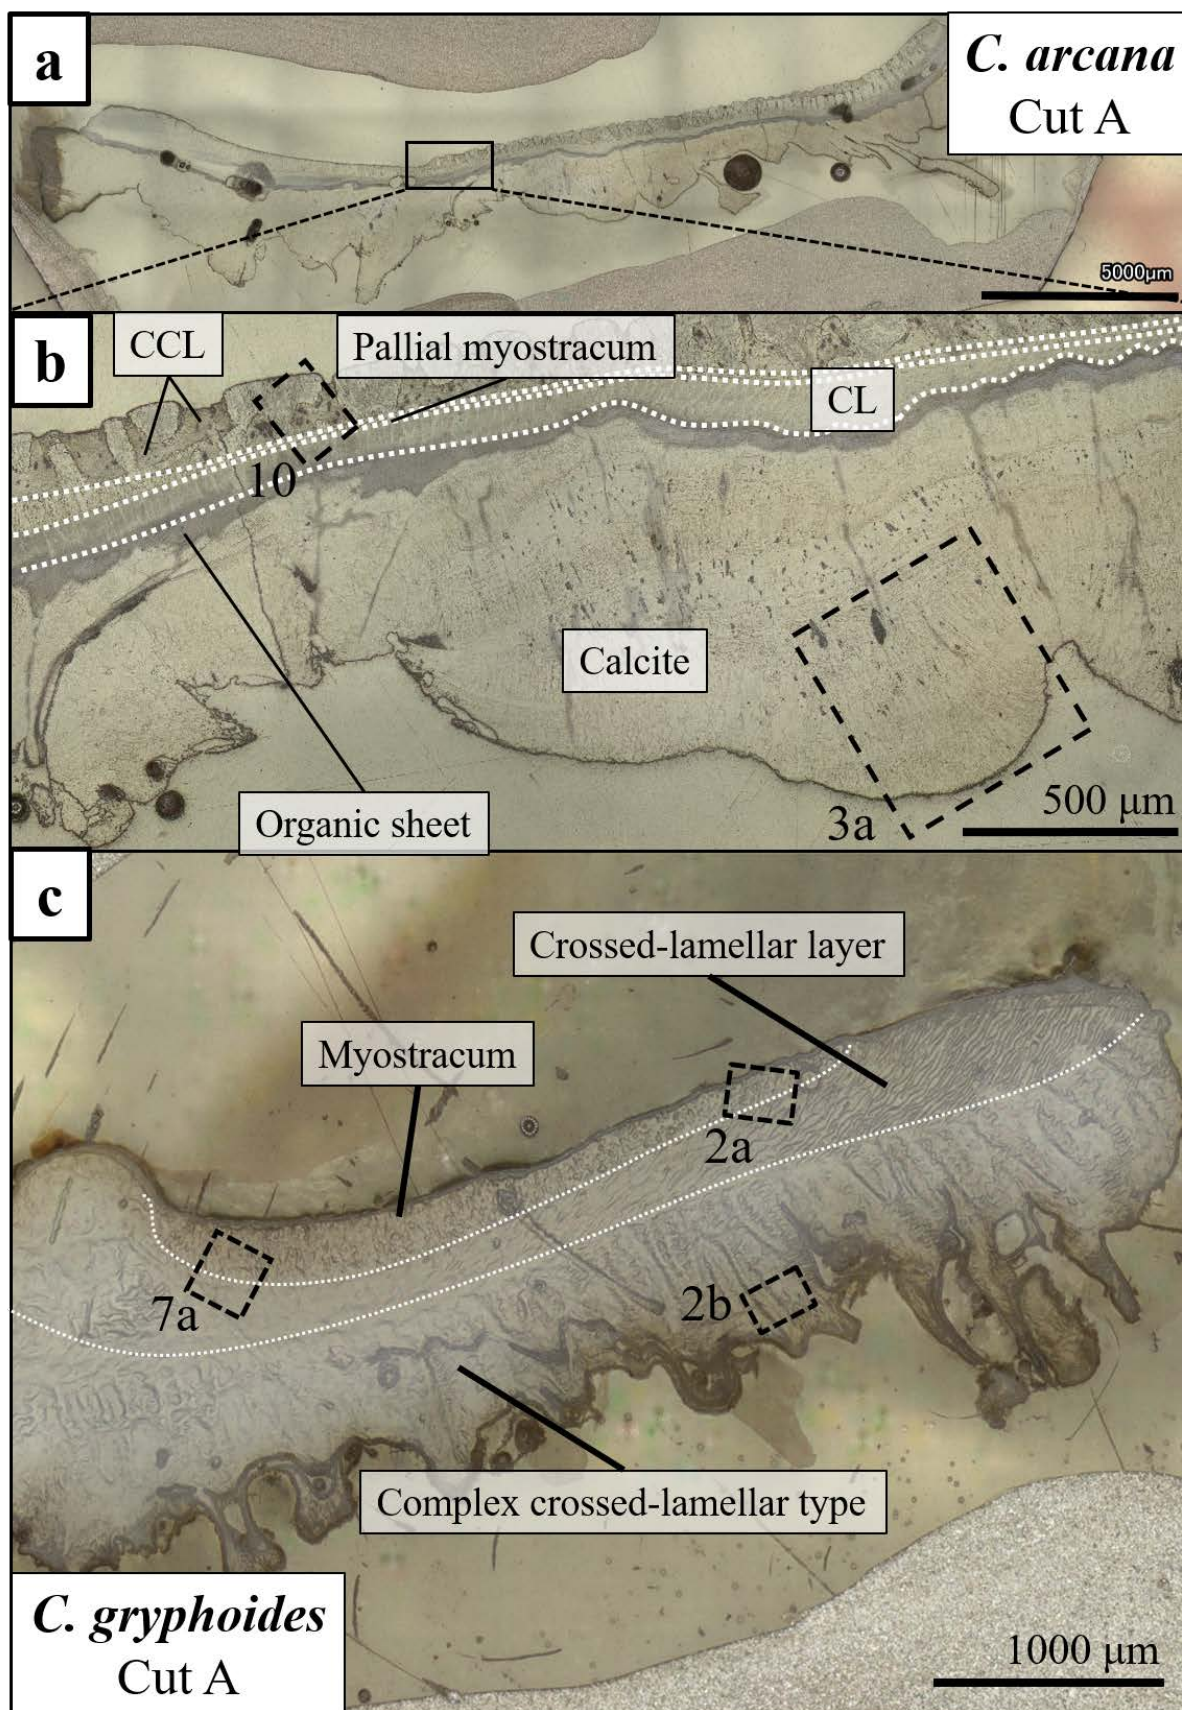 a
C. arcana
Cut A
5000µm
b
CCL
Pallial myostracum
CL
10
Calcite
3a
500 µm
Organic sheet
c
Crossed-lamellar layer
Myostracum
2a
7a
2b
Complex crossed-lamellar type
C. gryphoides
Cut A
1000 µm